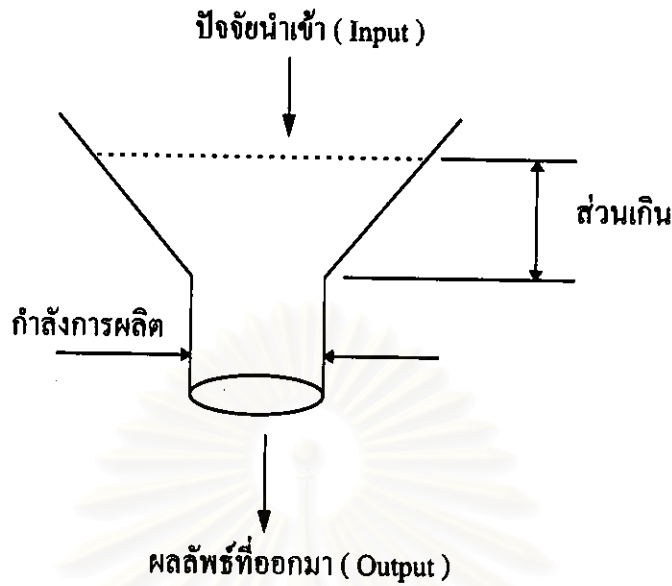 ปัจจัยนำเข้า ( Input )
ส่วนเกิน
กำลังการผลิต
ผลลัพธ์ที่ออกมา ( Output )